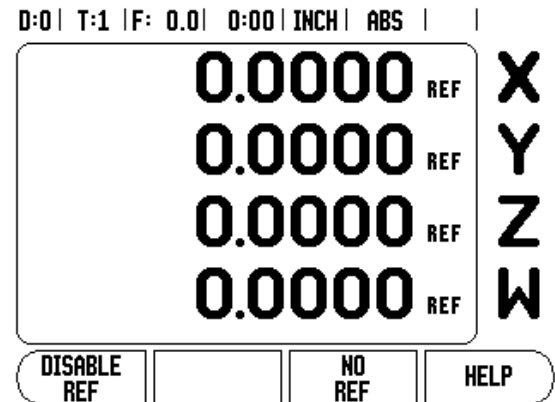 D:0| T:1 |F: 0.0| 0:00| INCH| ABS | |
0.0000 REF X
0.0000 REF Y
0.0000 REF Z
0.0000 REF W
DISABLE REF NO REF HELP